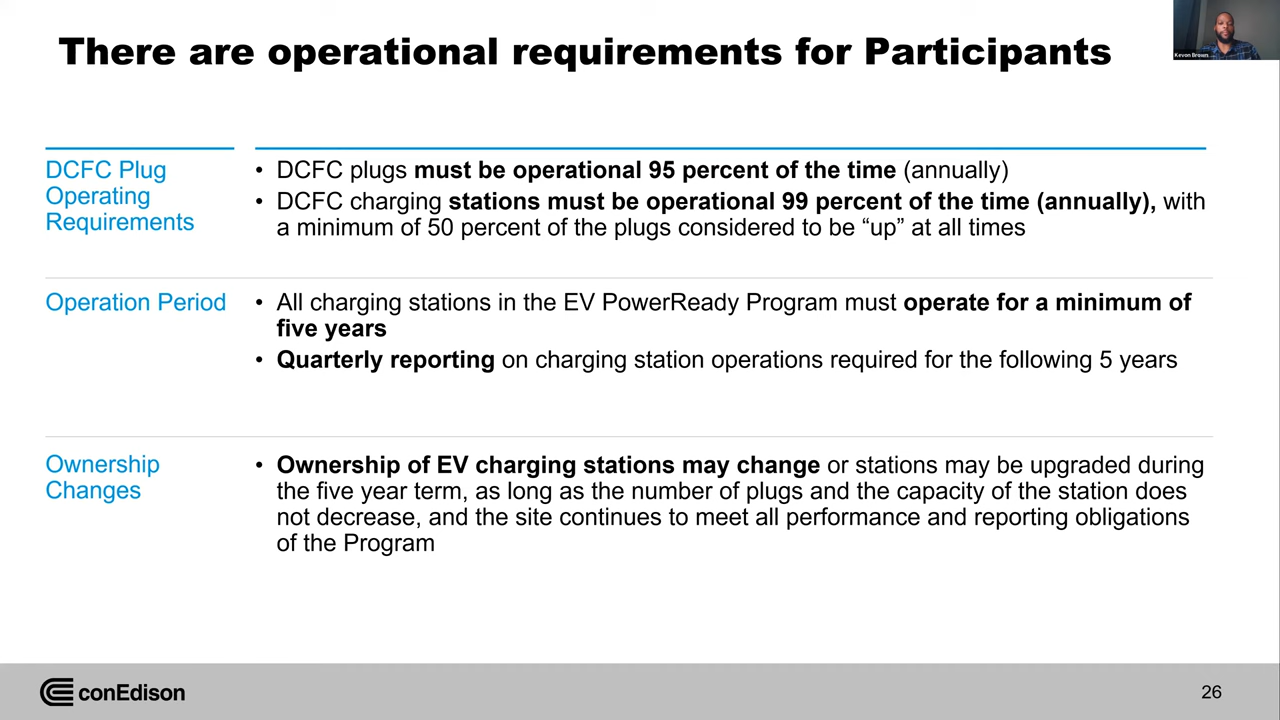 There are operational requirements for Participants
Kevon Brown
DCFC Plug
Operating
Requirements
• DCFC plugs must be operational 95 percent of the time (annually)
• DCFC charging stations must be operational 99 percent of the time (annually), with
a minimum of 50 percent of the plugs considered to be “up” at all times
Operation Period
• All charging stations in the EV PowerReady Program must operate for a minimum of
five years
• Quarterly reporting on charging station operations required for the following 5 years
Ownership
Changes
• Ownership of EV charging stations may change or stations may be upgraded during
the five year term, as long as the number of plugs and the capacity of the station does
not decrease, and the site continues to meet all performance and reporting obligations
of the Program
conEdison
26